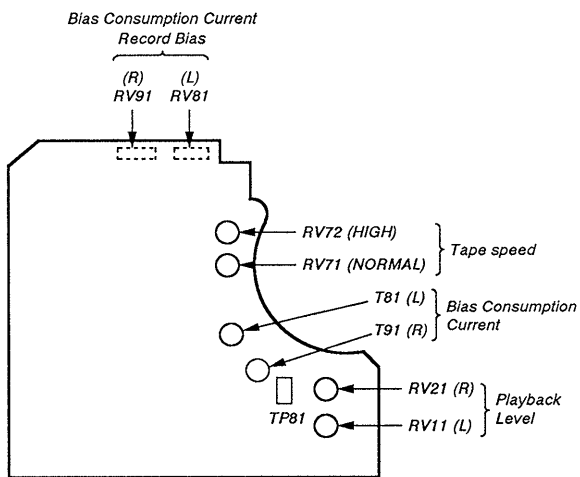 Bias Consumption Current
Record Bias
(R) (L)
RV91 RV81
RV72 (HIGH)
RV71 (NORMAL)
Tape speed
T81 (L)
T91 (R)
Bias Consumption
Current
TP81
RV21 (R)
RV11 (L)
Playback
Level